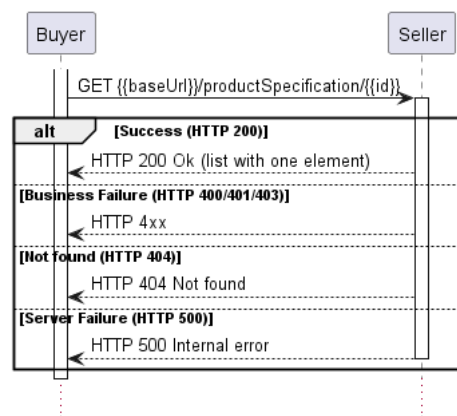 Buyer
Seller
GET {{baseUrl}}/productSpecification/{{id}}
alt
[Success (HTTP 200)]
HTTP 200 Ok (list with one element)
[Business Failure (HTTP 400/401/403)]
HTTP 4xx
[Not found (HTTP 404)]
HTTP 404 Not found
[Server Failure (HTTP 500)]
HTTP 500 Internal error